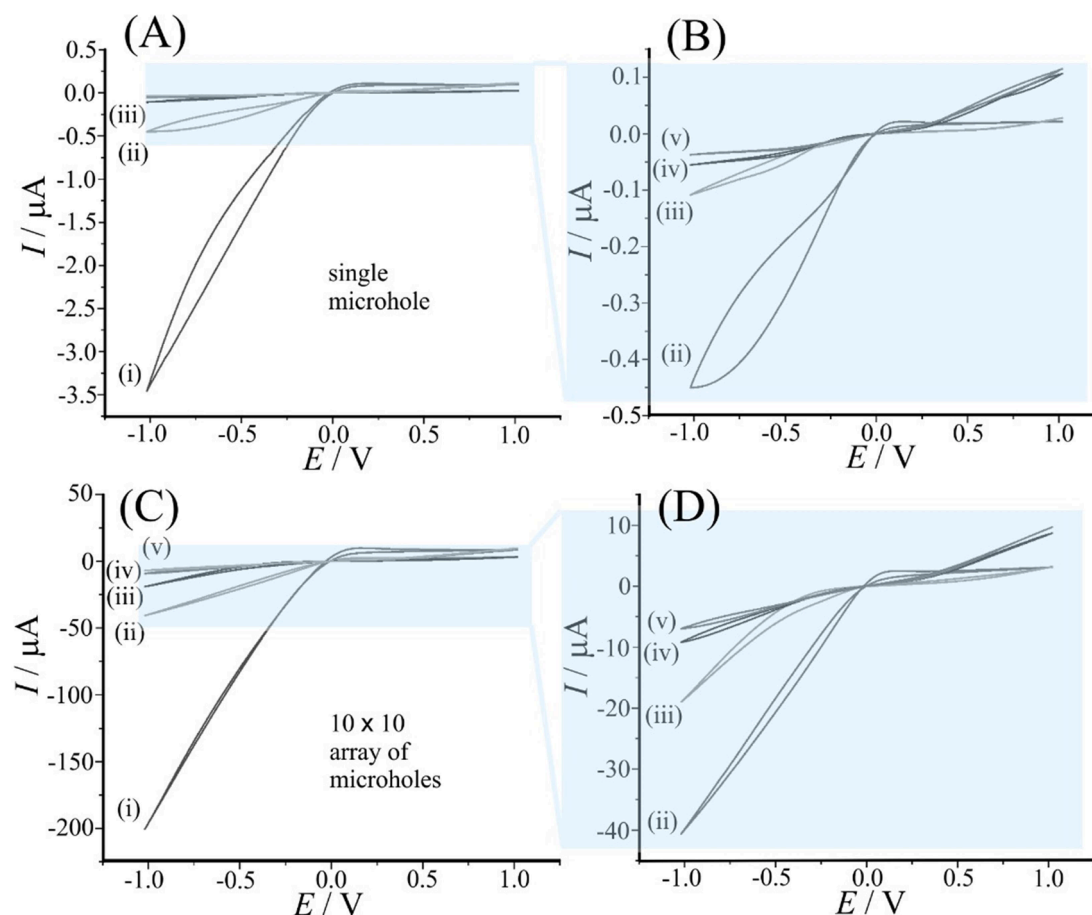 (A)
0.5
0.0
-0.5
-1.0
-1.5
-2.0
-2.5
-3.0
-3.5
I / µA
(iii)
(ii)
(i)
single
microhole
-1.0 -0.5 0.0 0.5 1.0
E / V
(B)
0.1
0.0
-0.1
-0.2
-0.3
-0.4
-0.5
I / µA
(v)
(iv)
(iii)
(ii)
-1.0 -0.5 0.0 0.5 1.0
E / V
(C)
50
0
-50
-100
-150
-200
I / µA
(v)
(iv)
(iii)
(ii)
(i)
10 x 10
array of
microholes
-1.0 -0.5 0.0 0.5 1.0
E / V
(D)
10
0
-10
-20
-30
-40
I / µA
(v)
(iv)
(iii)
(ii)
-1.0 -0.5 0.0 0.5 1.0
E / V